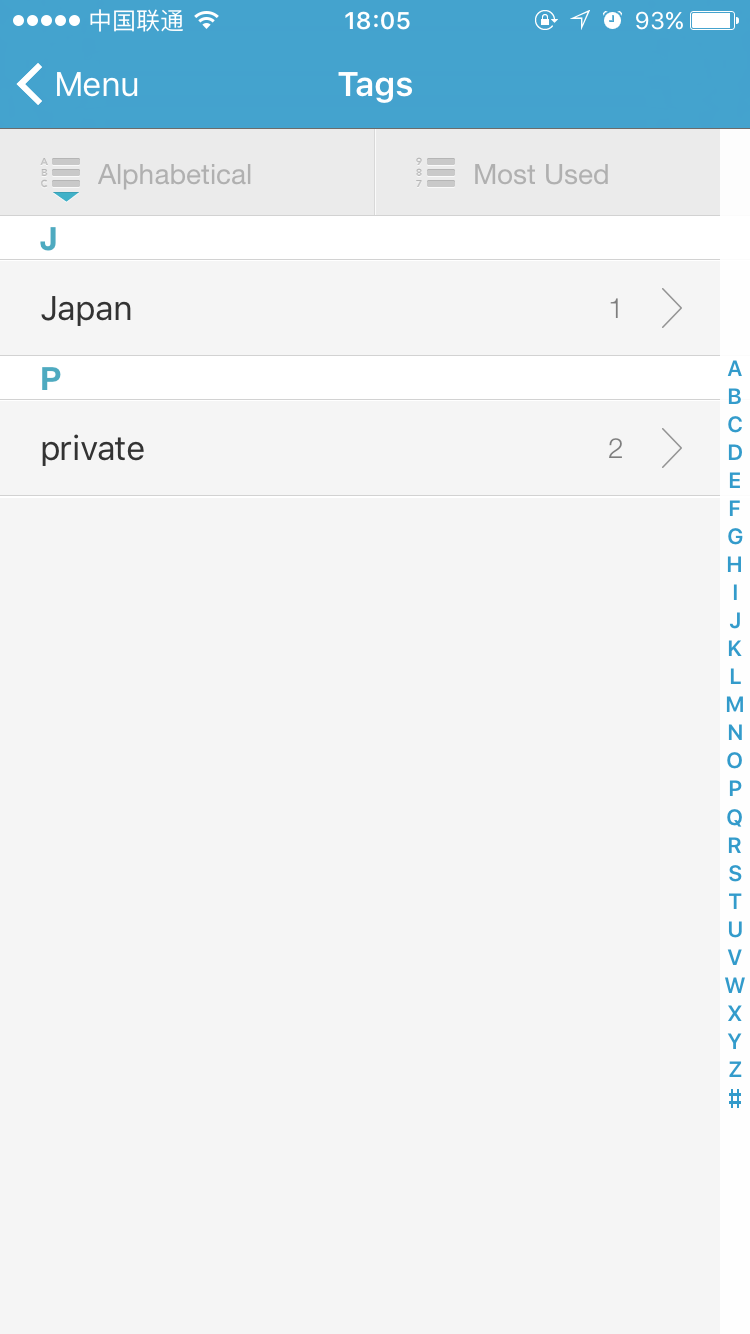 中国联通 18:05 93%
Menu Tags
A B C Alphabetical 9 8 7 Most Used
J
Japan 1
P
private 2
A
B
C
D
E
F
G
H
I
J
K
L
M
N
O
P
Q
R
S
T
U
V
W
X
Y
Z
#